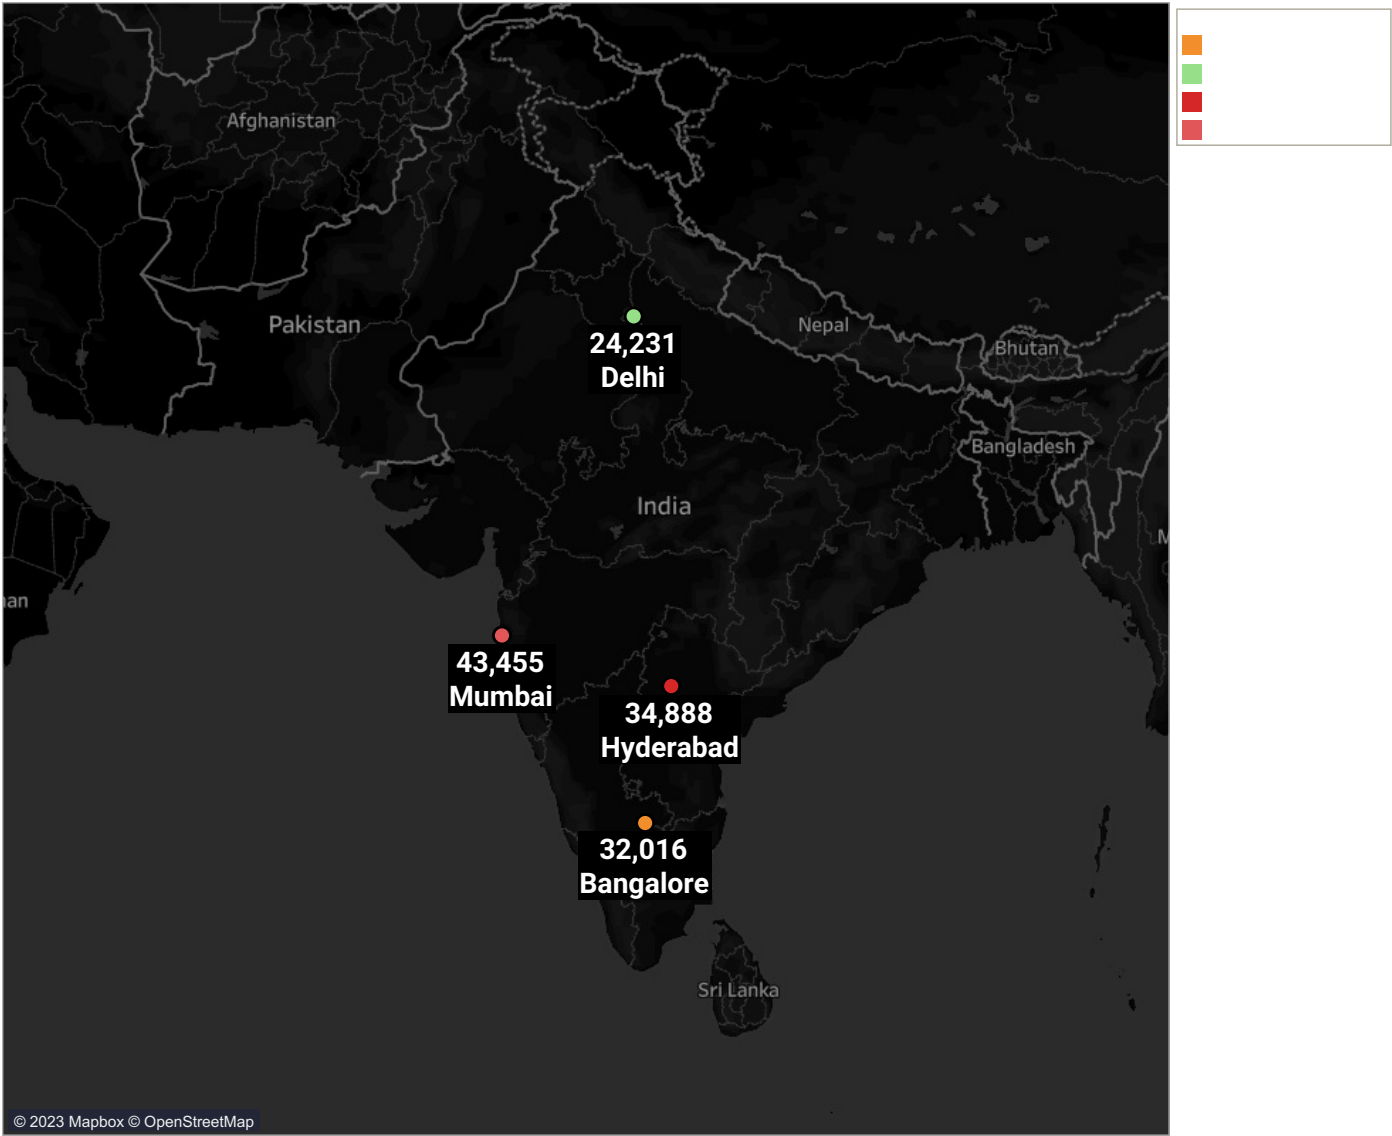 Afghanistan
Pakistan
Nepal
Bhutan
24,231
Delhi
Bangladesh
India
43,455
Mumbai
34,888
Hyderabad
32,016
Bangalore
Sri Lanka
© 2023 Mapbox © OpenStreetMap